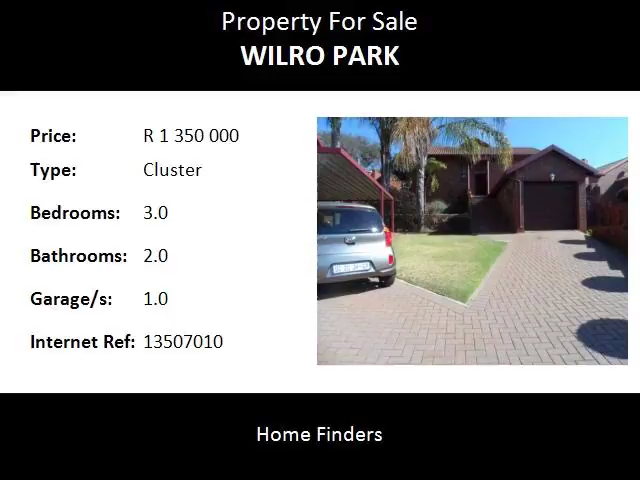 Property For Sale
WILRO PARK
Price: R 1 350 000
Type: Cluster
Bedrooms: 3.0
Bathrooms: 2.0
Garage/s: 1.0
Internet Ref: 13507010
Home Finders